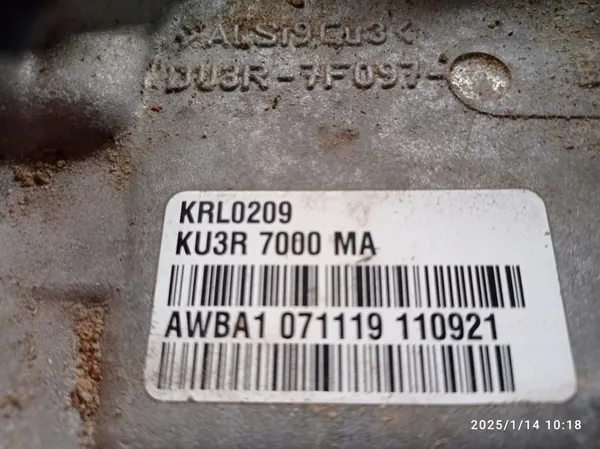 >ALSi9Cu3<
DU3R-7F097-
KRL0209
KU3R 7000 MA
AWBA1 071119 110921
2025/1/14 10:18